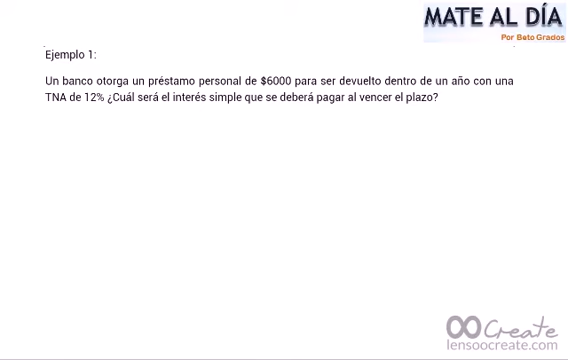 MATE AL DÍA
Por Beto Grados
Ejemplo 1:
Un banco otorga un préstamo personal de $6000 para ser devuelto dentro de un año con una
TNA de 12% ¿Cuál será el interés simple que se deberá pagar al vencer el plazo?
Create
lensoocreate.com